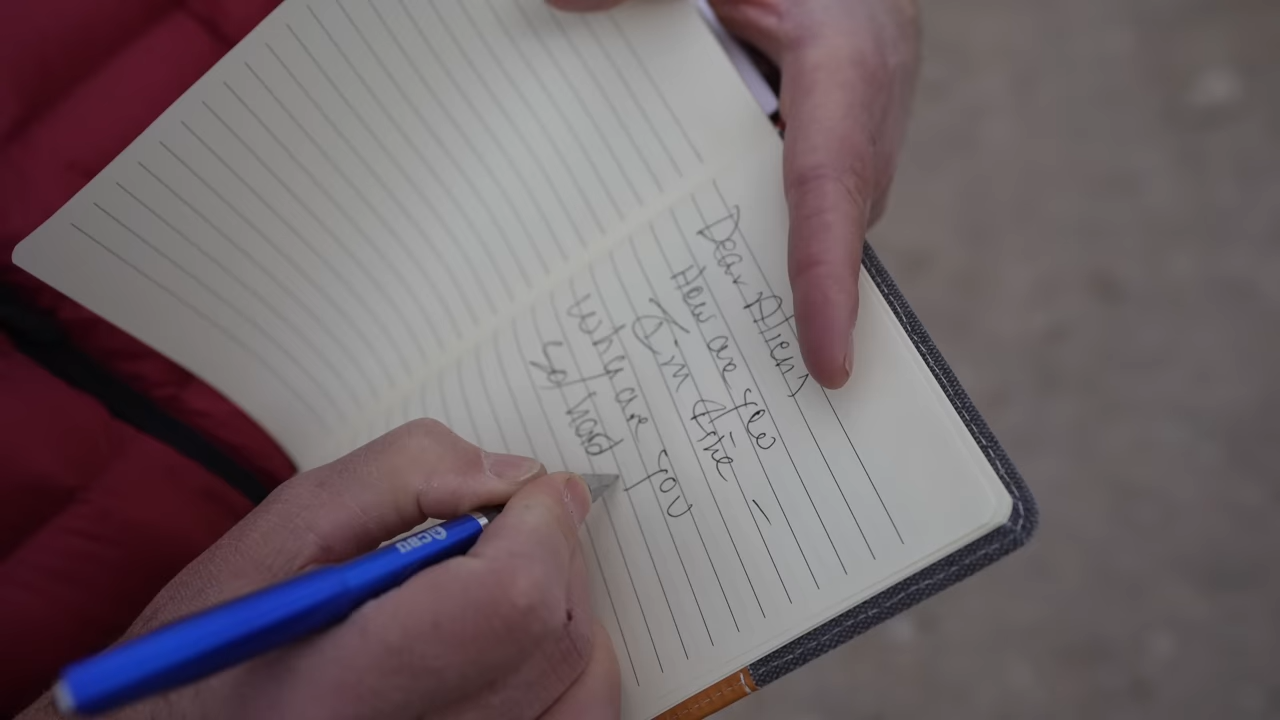 Dear Aliens
How are you
I'm fine –
Why are you
so hard